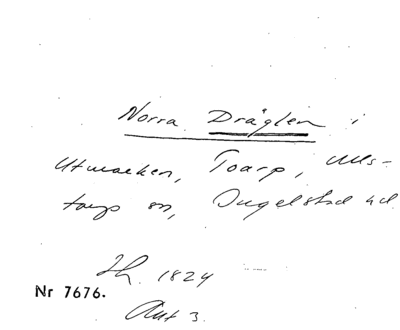 Norra Dräglen i
Utmarken, Toarp, Ulls-
torps sn, Ingelstad hd.
Lh. 1824
Nr 7676.
Akt 3.